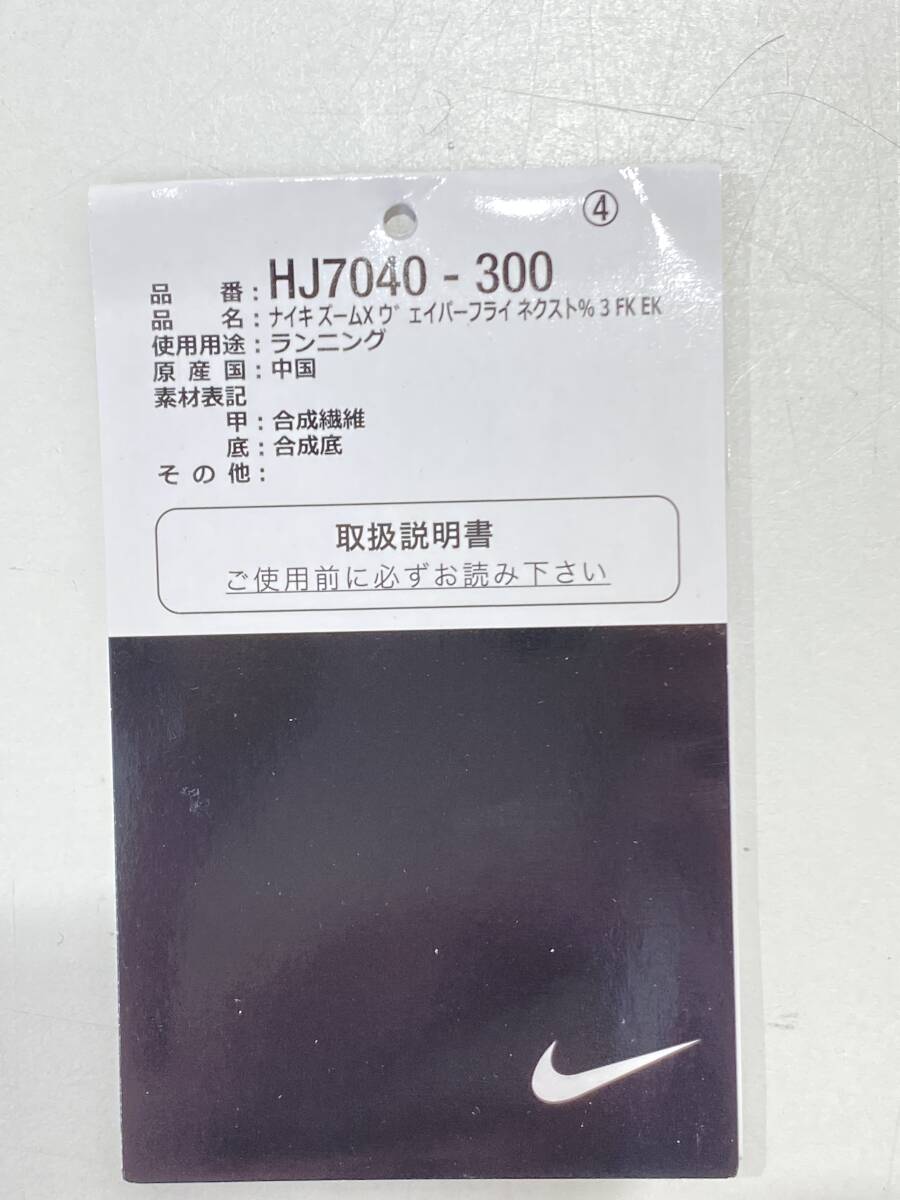 ④
品番:HJ7040 - 300
品名:ナイキ ズームX ヴェイパーフライ ネクスト% 3 FK EK
使用用途:ランニング
原産国:中国
素材表記
甲:合成繊維
底:合成底
その他:
取扱説明書
ご使用前に必ずお読み下さい